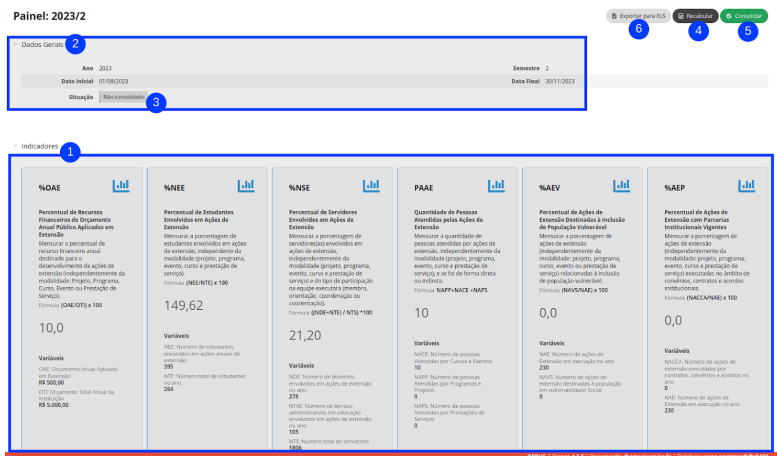 Painel: 2023/2
Exportar para XLS
Recalcular
Consolidar
6
4
5
Dados Gerais
2
Ano 2023
Semestre 2
Data Inicial 01/08/2023
Data Final 30/11/2023
Situação Não consolidado
3
Indicadores
1
%OAE
Percentual de Recursos
Financeiros do Orçamento
Anual Público Aplicados em
Extensão
Mensurar o percentual de
recurso financeiro anual
destinado para o
desenvolvimento de ações de
extensão (independentemente da
modalidade: Projeto, Programa,
Curso, Evento ou Prestação de
Serviço).
Fórmula: (OAE/OTI) x 100
10,0
Variáveis
OAE: Orçamento Anual Aplicado
em Extensão
R$ 500,00
OTI: Orçamento Total Anual da
Instituição
R$ 5.000,00
%NEE
Percentual de Estudantes
Envolvidos em Ações de
Extensão
Mensurar a porcentagem de
estudantes envolvidos em ações
de extensão, independente da
modalidade (projeto, programa,
evento, curso e prestação de
serviço).
Fórmula: (NEE/NTE) x 100
149,62
Variáveis
NEE: Número de estudantes
envolvidos em ações anuais de
extensão
395
NTE: Número total de estudantes
no ano
264
%NSE
Percentual de Servidores
Envolvidos em Ações de
Extensão
Mensurar a porcentagem de
servidores(as) envolvidos em
ações de extensão,
independentemente da
modalidade (projeto, programa,
evento, curso e prestação de
serviço) e do tipo de participação
na equipe executora (membro,
orientação, coordenação ou
coorientação).
Fórmula: ((NDE+NTE) / NTS) *100
21,20
Variáveis
NDE: Número de docentes
envolvidos em ações de extensão
no ano
278
NTAE: Número de técnico-
administrativos em educação
envolvidos em ações de extensão
no ano
105
NTS: Número total de servidores
1806
PAAE
Quantidade de Pessoas
Atendidas pelas Ações de
Extensão
Mensurar a quantidade de
pessoas atendidas por ações de
extensão, independentemente da
modalidade (projeto, programa,
evento, curso e prestação de
serviço), e se foi de forma direta
ou indireta.
Fórmula: NAPP+NACE +NAPS
10
Variáveis
NACE: Número de pessoas
Atendidas por Cursos e Eventos
10
NAPP: Número de pessoas
Atendidas por Programas e
Projetos
0
NAPS: Número de pessoas
Atendidas por Prestações de
Serviços
0
%AEV
Percentual de Ações de
Extensão Destinadas à Inclusão
de População Vulnerável
Mensurar a porcentagem de
ações de extensão
independentemente da
modalidade (projeto, programa,
curso, evento ou prestação de
serviço) relacionadas à inclusão
de população vulnerável.
Fórmula: (NAVS/NAE) x 100
0,0
Variáveis
NAE: Número de ações de
Extensão em execução no ano
230
NAVS: Número de ações de
extensão destinadas à população
em vulnerabilidade Social
0
%AEP
Percentual de Ações de
Extensão com Parcerias
Institucionais Vigentes
Mensurar a porcentagem de
ações de extensão
independentemente da
modalidade (projeto, programa,
curso, evento ou prestação de
serviço) executadas no âmbito de
convênios, contratos e acordos
institucionais.
Fórmula: (NACCA/NAE) x 100
0,0
Variáveis
NACCA: Número de ações de
extensão executadas por
contratos, convênios e acordos no
ano
0
NAE: Número de ações de
Extensão em execução no ano
230